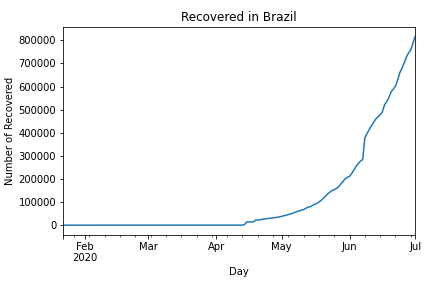 Recovered in Brazil
Number of Recovered
800000
700000
600000
500000
400000
300000
200000
100000
0
Feb Mar Apr May Jun Jul
2020
Day